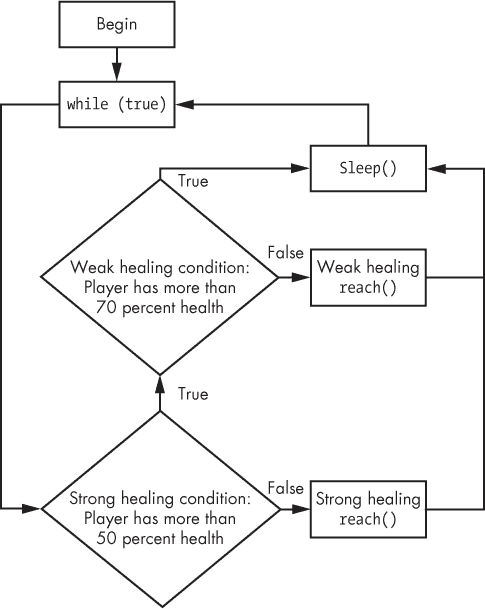 Begin
while (true)
Sleep()
True
Weak healing condition:
Player has more than
70 percent health
False
Weak healing
reach()
True
Strong healing condition:
Player has more than
50 percent health
False
Strong healing
reach()